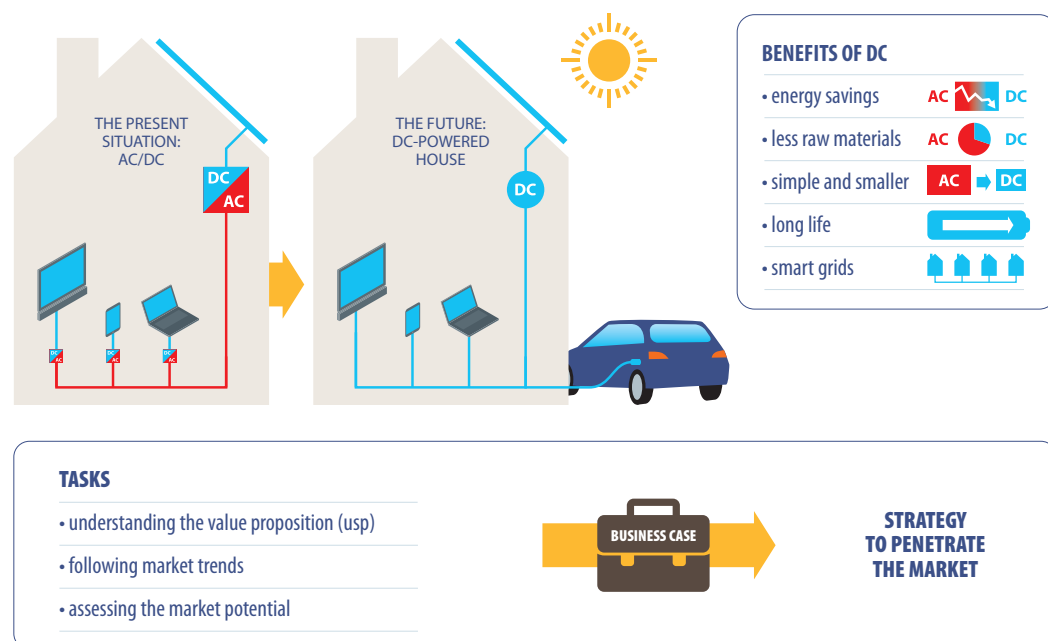 THE PRESENT
SITUATION:
AC/DC
DC
AC
DC
AC
DC
AC
DC
AC
THE FUTURE:
DC-POWERED
HOUSE
DC
BENEFITS OF DC
• energy savings
AC DC
• less raw materials
AC DC
• simple and smaller
AC DC
• long life
• smart grids
TASKS
• understanding the value proposition (usp)
• following market trends
• assessing the market potential
BUSINESS CASE
STRATEGY
TO PENETRATE
THE MARKET